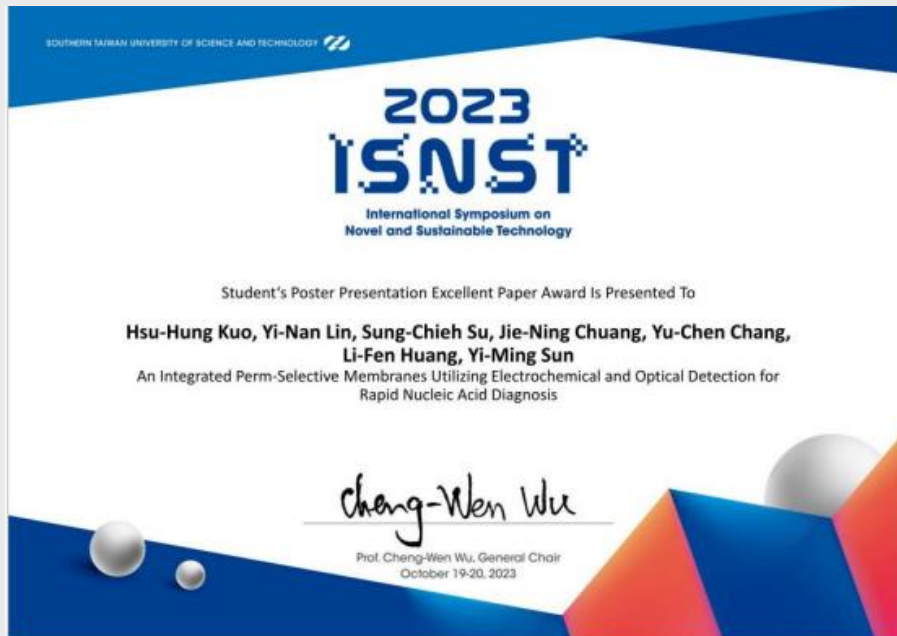 SOUTHERN TAIWAN UNIVERSITY OF SCIENCE AND TECHNOLOGY
2023
ISNST
International Symposium on
Novel and Sustainable Technology
Student's Poster Presentation Excellent Paper Award Is Presented To
Hsu-Hung Kuo, Yi-Nan Lin, Sung-Chieh Su, Jie-Ning Chuang, Yu-Chen Chang,
Li-Fen Huang, Yi-Ming Sun
An Integrated Perm-Selective Membranes Utilizing Electrochemical and Optical Detection for
Rapid Nucleic Acid Diagnosis
Cheng-Wen Wu
Prof. Cheng-Wen Wu, General Chair
October 19-20, 2023